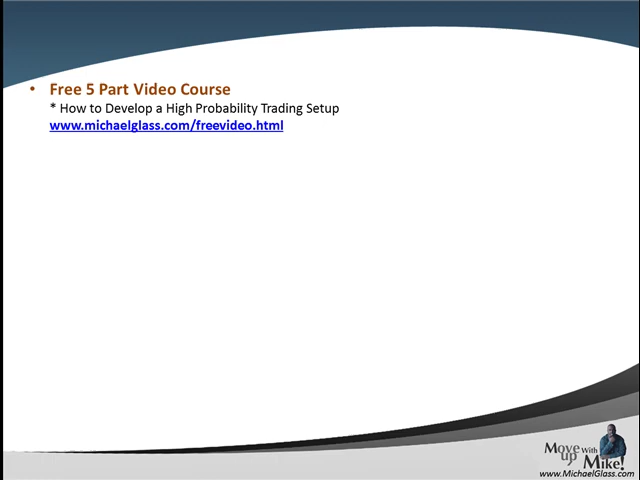 • Free 5 Part Video Course
* How to Develop a High Probability Trading Setup
www.michaelglass.com/freevideo.html
Move up With Mike!
www.MichaelGlass.com